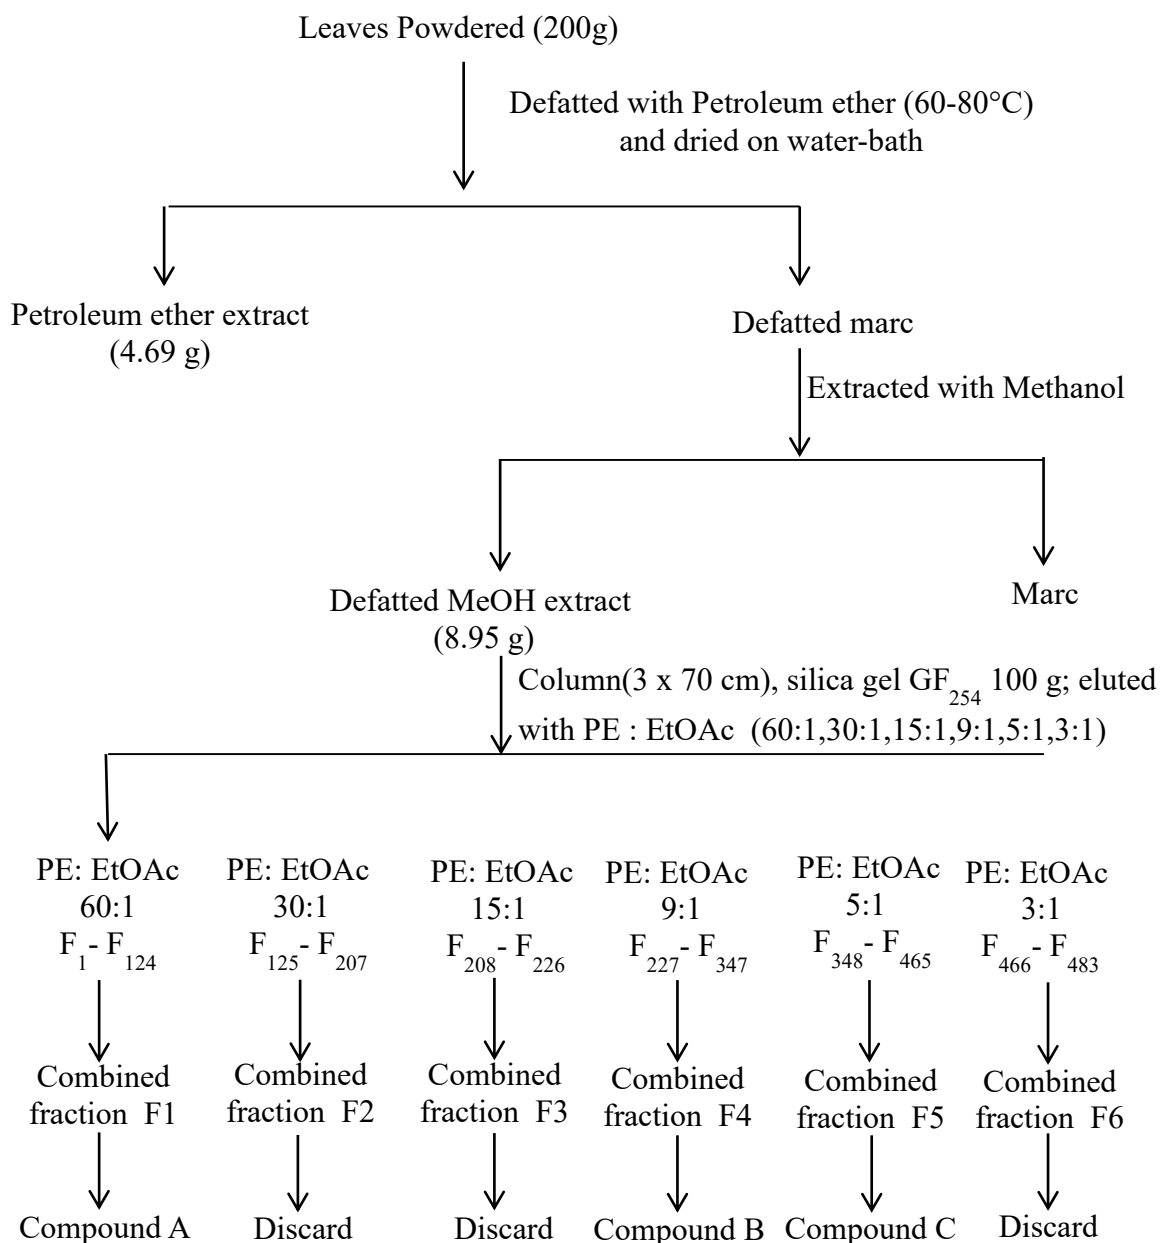 Leaves Powdered (200g)
Defatted with Petroleum ether (60-80°C)
and dried on water-bath
Petroleum ether extract
(4.69 g)
Defatted marc
Extracted with Methanol
Defatted MeOH extract
(8.95 g)
Marc
Column(3 x 70 cm), silica gel GF₂₅₄ 100 g; eluted
with PE : EtOAc (60:1,30:1,15:1,9:1,5:1,3:1)
PE: EtOAc
60:1
F₁- F₁₂₄
Combined
fraction F1
Compound A
PE: EtOAc
30:1
F₁₂₅- F₂₀₇
Combined
fraction F2
Discard
PE: EtOAc
15:1
F₂₀₈- F₂₂₆
Combined
fraction F3
Discard
PE: EtOAc
9:1
F₂₂₇- F₃₄₇
Combined
fraction F4
Compound B
PE: EtOAc
5:1
F₃₄₈- F₄₆₅
Combined
fraction F5
Compound C
PE: EtOAc
3:1
F₄₆₆- F₄₈₃
Combined
fraction F6
Discard